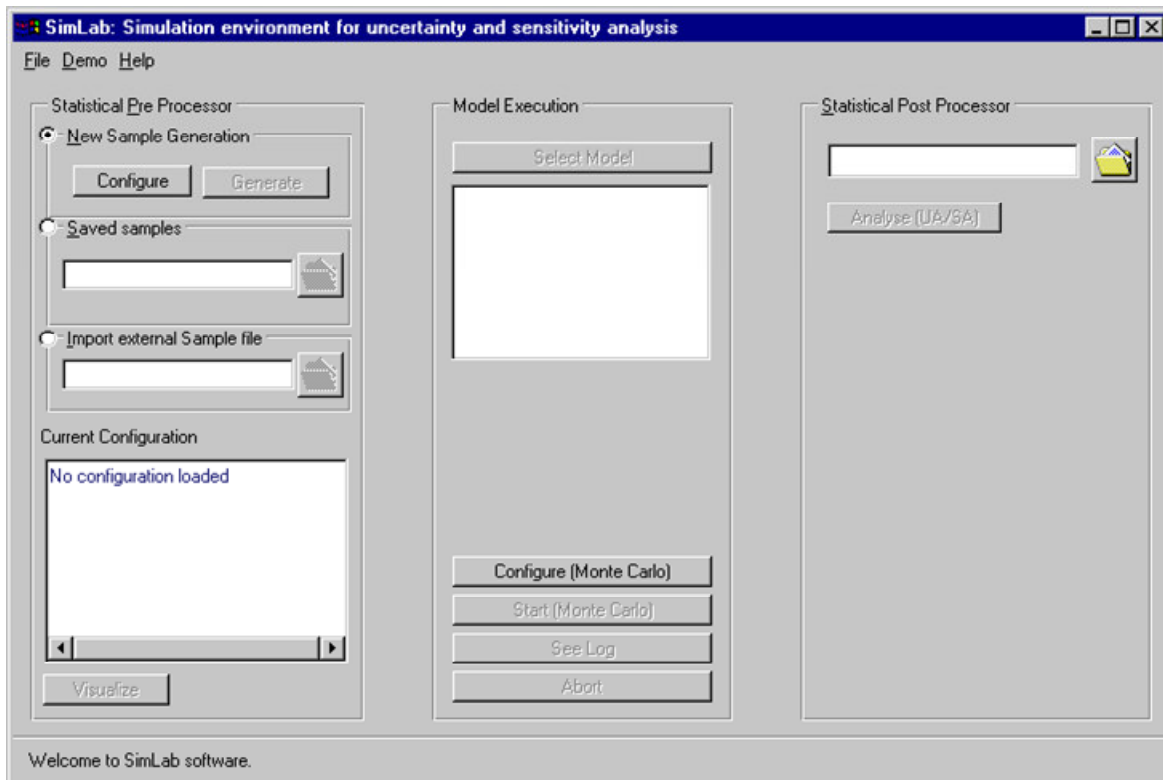 SimLab: Simulation environment for uncertainty and sensitivity analysis
File Demo Help
Statistical Pre Processor
New Sample Generation
Configure Generate
Saved samples
Import external Sample file
Current Configuration
No configuration loaded
Visualize
Model Execution
Select Model
Configure (Monte Carlo)
Start (Monte Carlo)
See Log
Abort
Statistical Post Processor
Analyse (UA/SA)
Welcome to SimLab software.